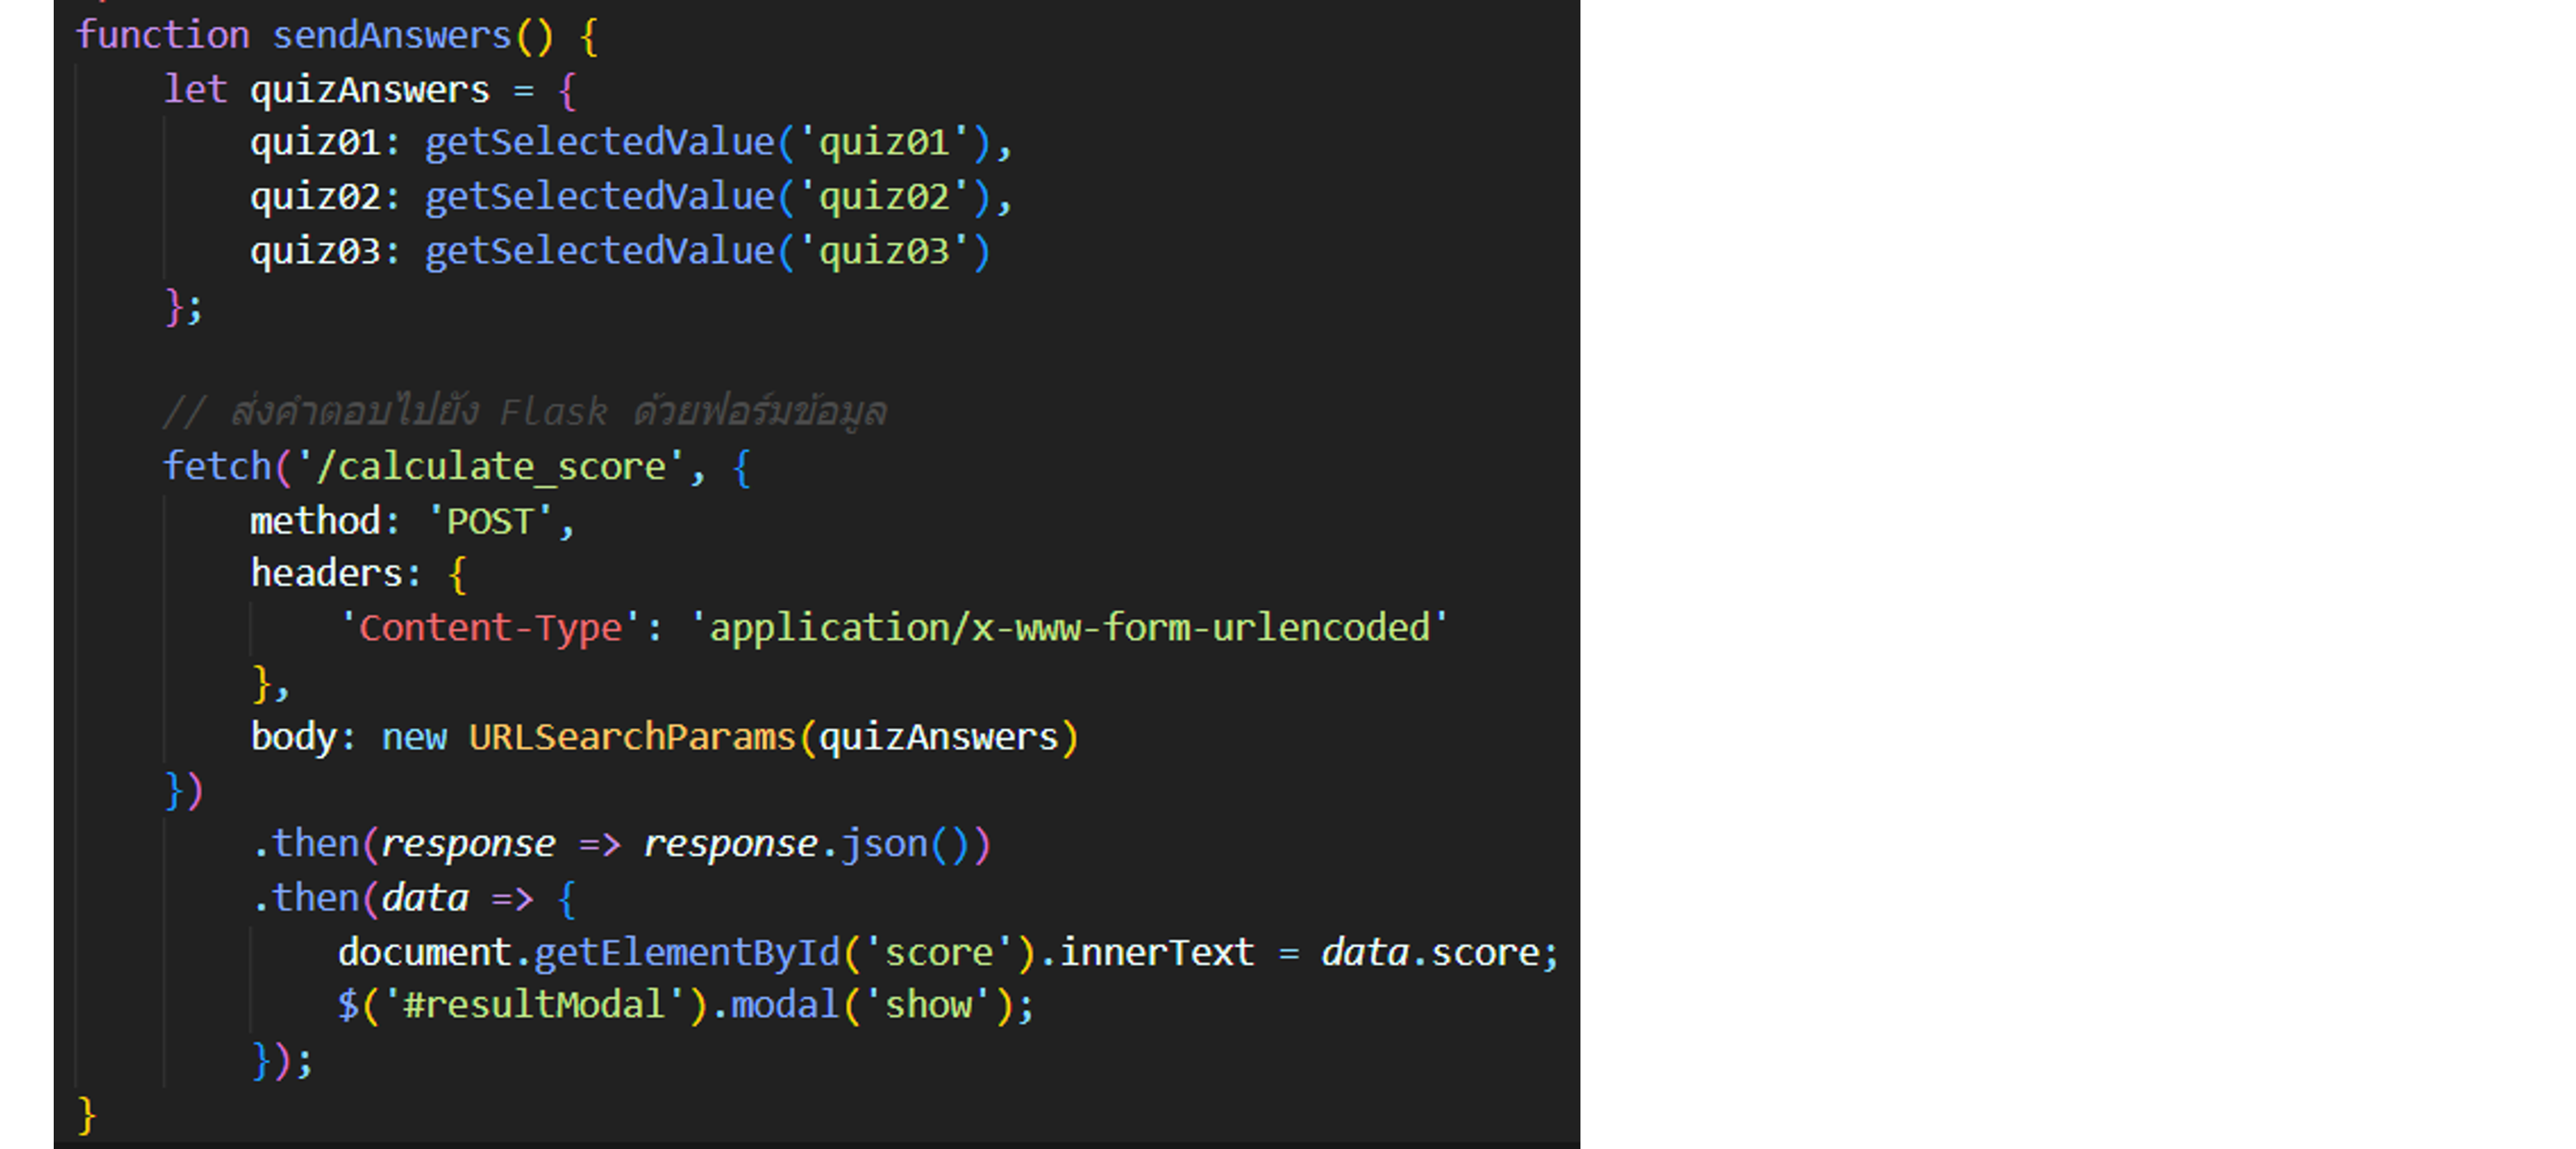 function sendAnswers() {
    let quizAnswers = {
        quiz01: getSelectedValue('quiz01'),
        quiz02: getSelectedValue('quiz02'),
        quiz03: getSelectedValue('quiz03')
    };

    // ส่งคำตอบไปยัง Flask ด้วยฟอร์มข้อมูล
    fetch('/calculate_score', {
        method: 'POST',
        headers: {
            'Content-Type': 'application/x-www-form-urlencoded'
        },
        body: new URLSearchParams(quizAnswers)
    })
        .then(response => response.json())
        .then(data => {
            document.getElementById('score').innerText = data.score;
            $('#resultModal').modal('show');
        });
}